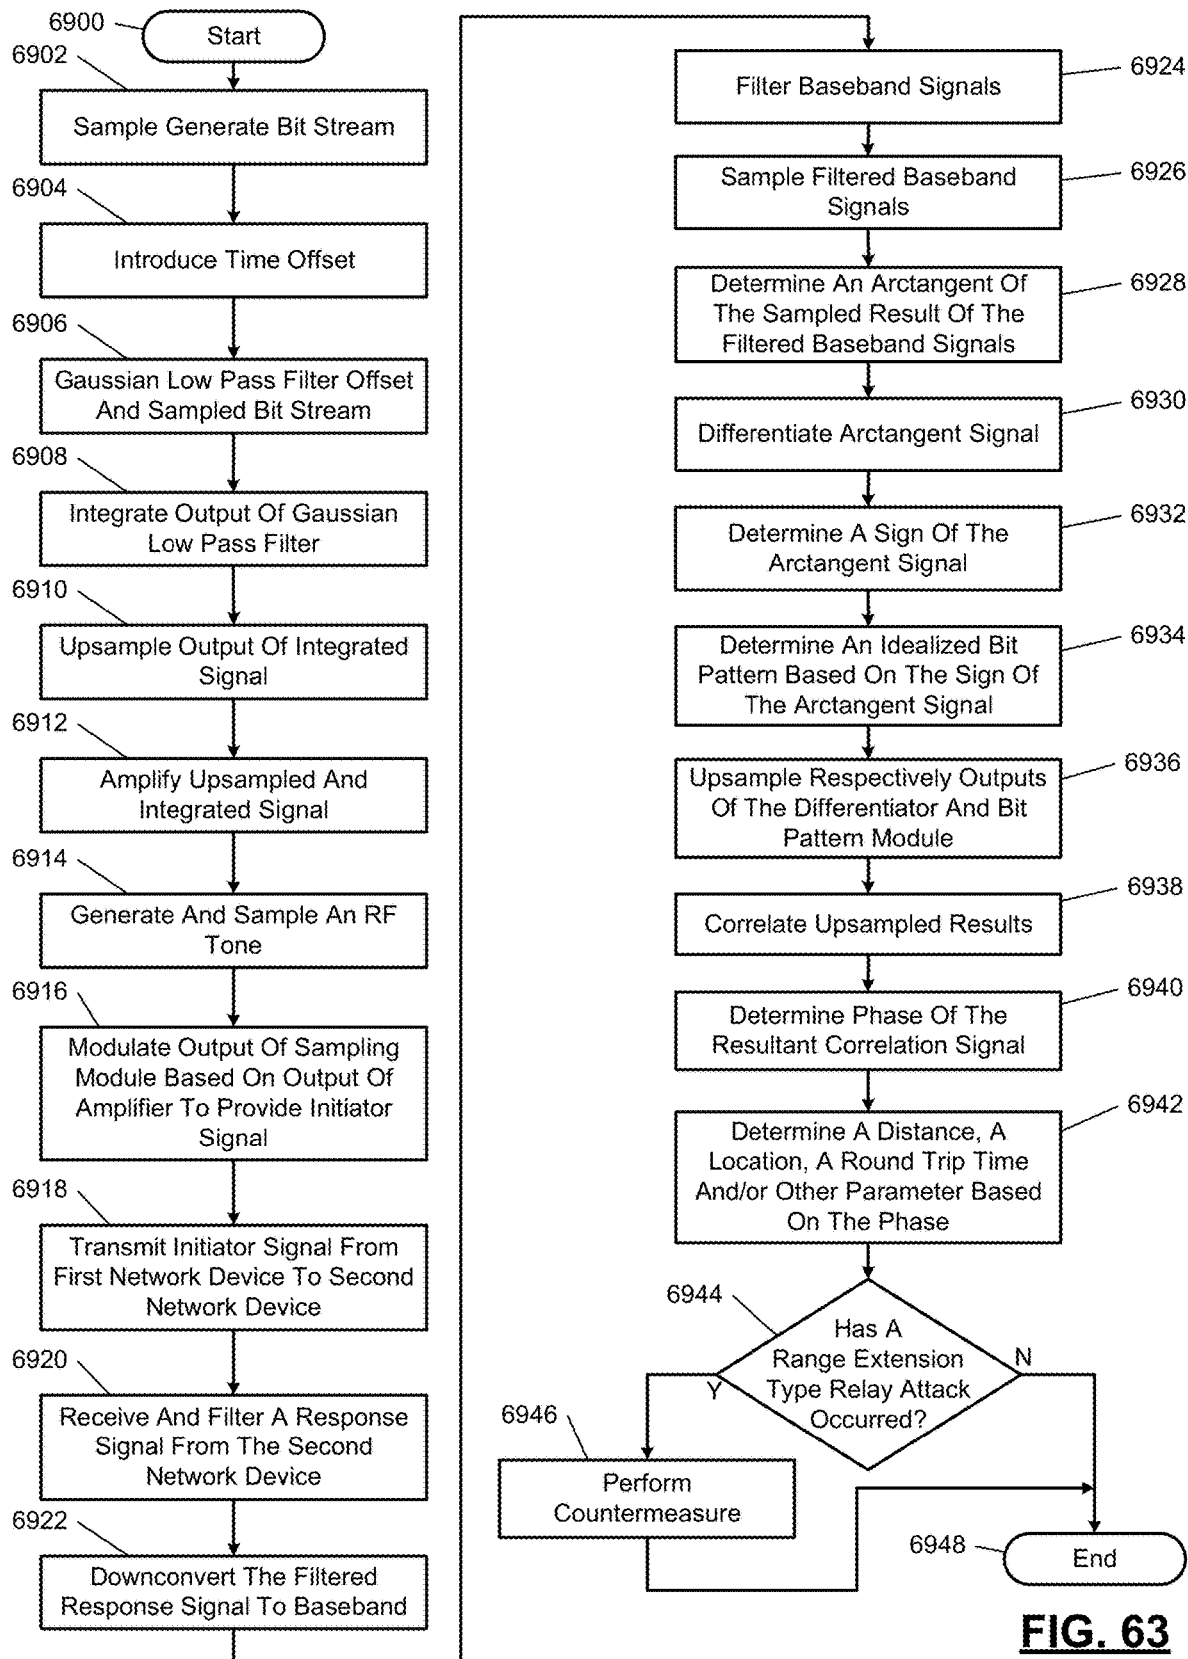 6900
Start
6902
Sample Generate Bit Stream
6904
Introduce Time Offset
6906
Gaussian Low Pass Filter Offset
And Sampled Bit Stream
6908
Integrate Output Of Gaussian
Low Pass Filter
6910
Upsample Output Of Integrated
Signal
6912
Amplify Upsampled And
Integrated Signal
6914
Generate And Sample An RF
Tone
6916
Modulate Output Of Sampling
Module Based On Output Of
Amplifier To Provide Initiator
Signal
6918
Transmit Initiator Signal From
First Network Device To Second
Network Device
6920
Receive And Filter A Response
Signal From The Second
Network Device
6922
Downconvert The Filtered
Response Signal To Baseband
6924
Filter Baseband Signals
6926
Sample Filtered Baseband
Signals
6928
Determine An Arctangent Of
The Sampled Result Of The
Filtered Baseband Signals
6930
Differentiate Arctangent Signal
6932
Determine A Sign Of The
Arctangent Signal
6934
Determine An Idealized Bit
Pattern Based On The Sign Of
The Arctangent Signal
6936
Upsample Respectively Outputs
Of The Differentiator And Bit
Pattern Module
6938
Correlate Upsampled Results
6940
Determine Phase Of The
Resultant Correlation Signal
6942
Determine A Distance, A
Location, A Round Trip Time
And/or Other Parameter Based
On The Phase
6944
Has A
Range Extension
Type Relay Attack
Occurred?
Y
N
6946
Perform
Countermeasure
6948
End
FIG. 63